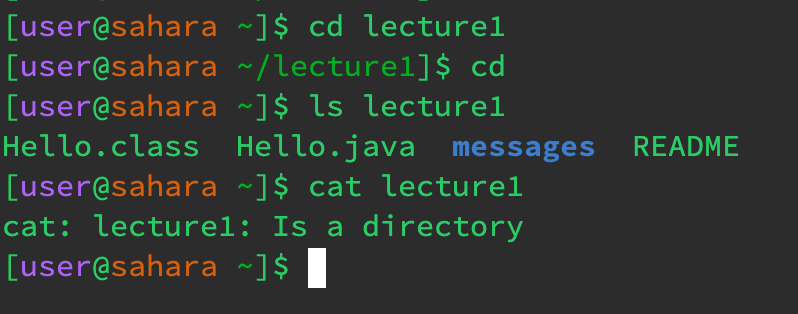 [user@sahara ~]$ cd lecture1
[user@sahara ~/lecture1]$ cd
[user@sahara ~]$ ls lecture1
Hello.class  Hello.java  messages  README
[user@sahara ~]$ cat lecture1
cat: lecture1: Is a directory
[user@sahara ~]$